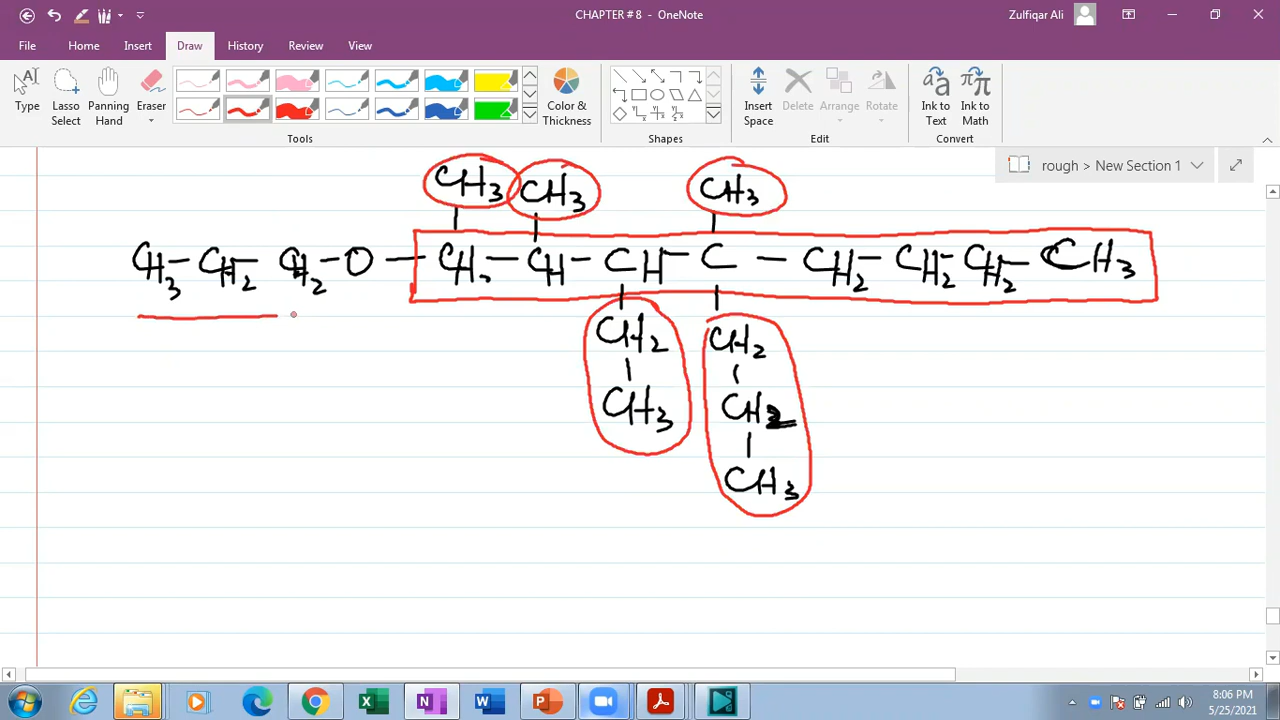 CHAPTER # 8 - OneNote
Zulfiqar Ali
File Home Insert Draw History Review View
Type
Lasso Select
Panning Hand
Eraser
Color & Thickness
Insert Space
Delete
Arrange
Rotate
Ink to Text
Ink to Math
Tools
Shapes
Edit
Convert
rough > New Section 1
CH3 CH3 CH3
CH3-CH2-CH2-O-CH2-CH-CH-C-CH2-CH2-CH2-CH3
CH2 CH2
CH3 CH2
CH3
8:06 PM
5/25/2021